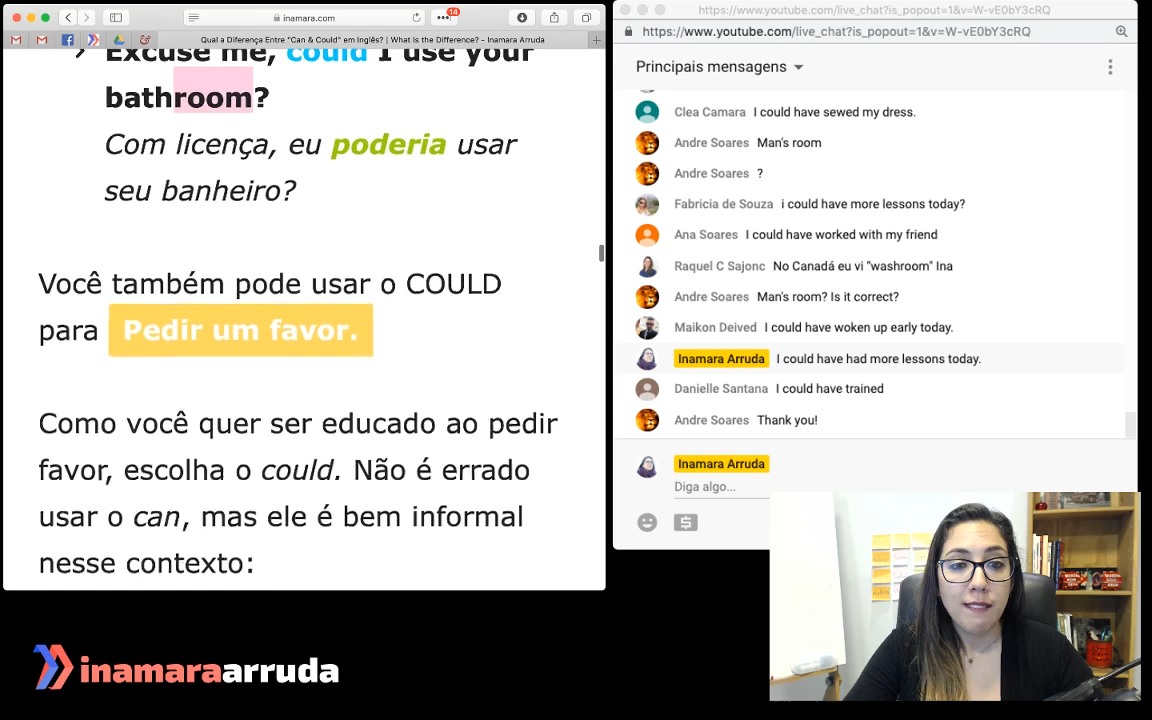 inamara.com
14
Qual a Diferença Entre "Can & Could" em Inglês? | What Is the Difference? – Inamara Arruda
Excuse me, could I use your
bathroom?
Com licença, eu poderia usar
seu banheiro?
Você também pode usar o COULD
para Pedir um favor.
Como você quer ser educado ao pedir
favor, escolha o could. Não é errado
usar o can, mas ele é bem informal
nesse contexto:
https://www.youtube.com/live_chat?is_popout=1&v=W-vE0bY3cRQ
https://www.youtube.com/live_chat?is_popout=1&v=W-vE0bY3cRQ
Principais mensagens
Clea Camara I could have sewed my dress.
Andre Soares Man's room
Andre Soares ?
Fabricia de Souza i could have more lessons today?
Ana Soares I could have worked with my friend
Raquel C Sajonc No Canadá eu vi "washroom" Ina
Andre Soares Man's room? Is it correct?
Maikon Deived I could have woken up early today.
Inamara Arruda I could have had more lessons today.
Danielle Santana I could have trained
Andre Soares Thank you!
Inamara Arruda
Diga algo...
inamaraarruda